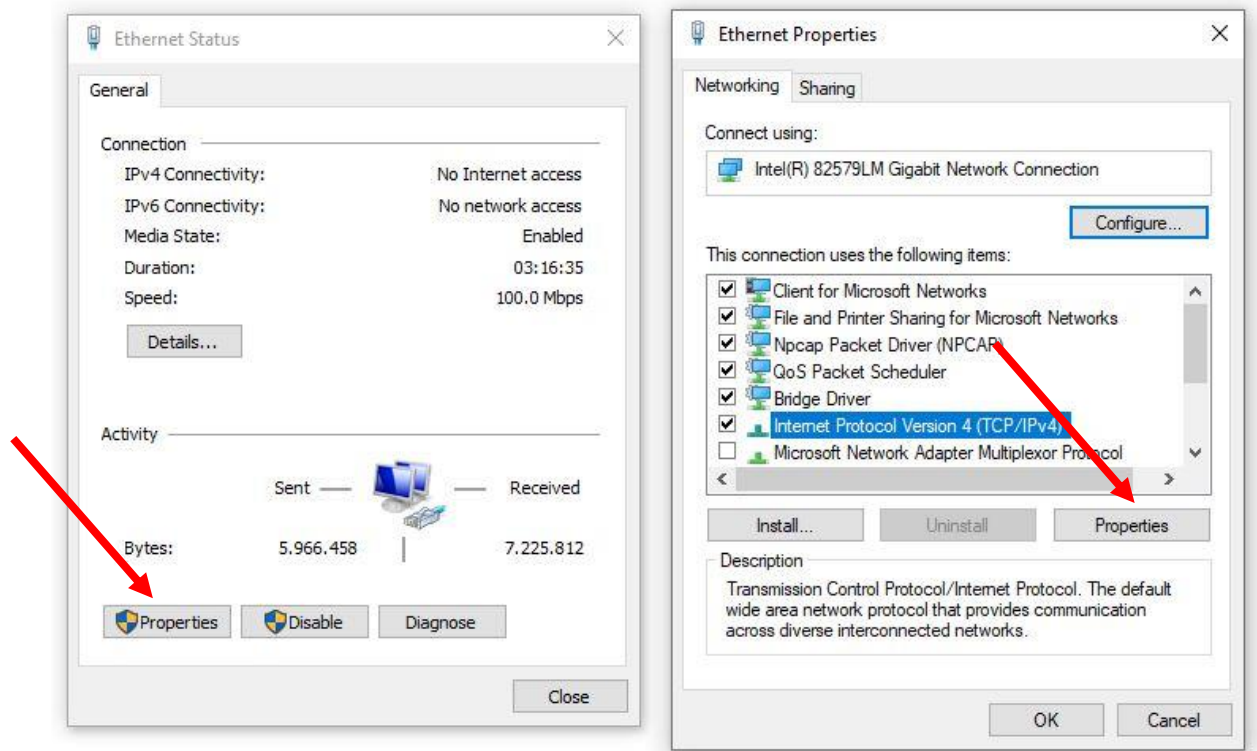 Ethernet Status
General
Connection
IPv4 Connectivity: No Internet access
IPv6 Connectivity: No network access
Media State: Enabled
Duration: 03:16:35
Speed: 100.0 Mbps
Details...
Activity
Sent Received
Bytes: 5.966.458 7.225.812
Properties Disable Diagnose
Close
Ethernet Properties
Networking Sharing
Connect using:
Intel(R) 82579LM Gigabit Network Connection
Configure...
This connection uses the following items:
Client for Microsoft Networks
File and Printer Sharing for Microsoft Networks
Npcap Packet Driver (NPCAP)
QoS Packet Scheduler
Bridge Driver
Internet Protocol Version 4 (TCP/IPv4)
Microsoft Network Adapter Multiplexor Protocol
Install... Uninstall Properties
Description
Transmission Control Protocol/Internet Protocol. The default
wide area network protocol that provides communication
across diverse interconnected networks.
OK Cancel